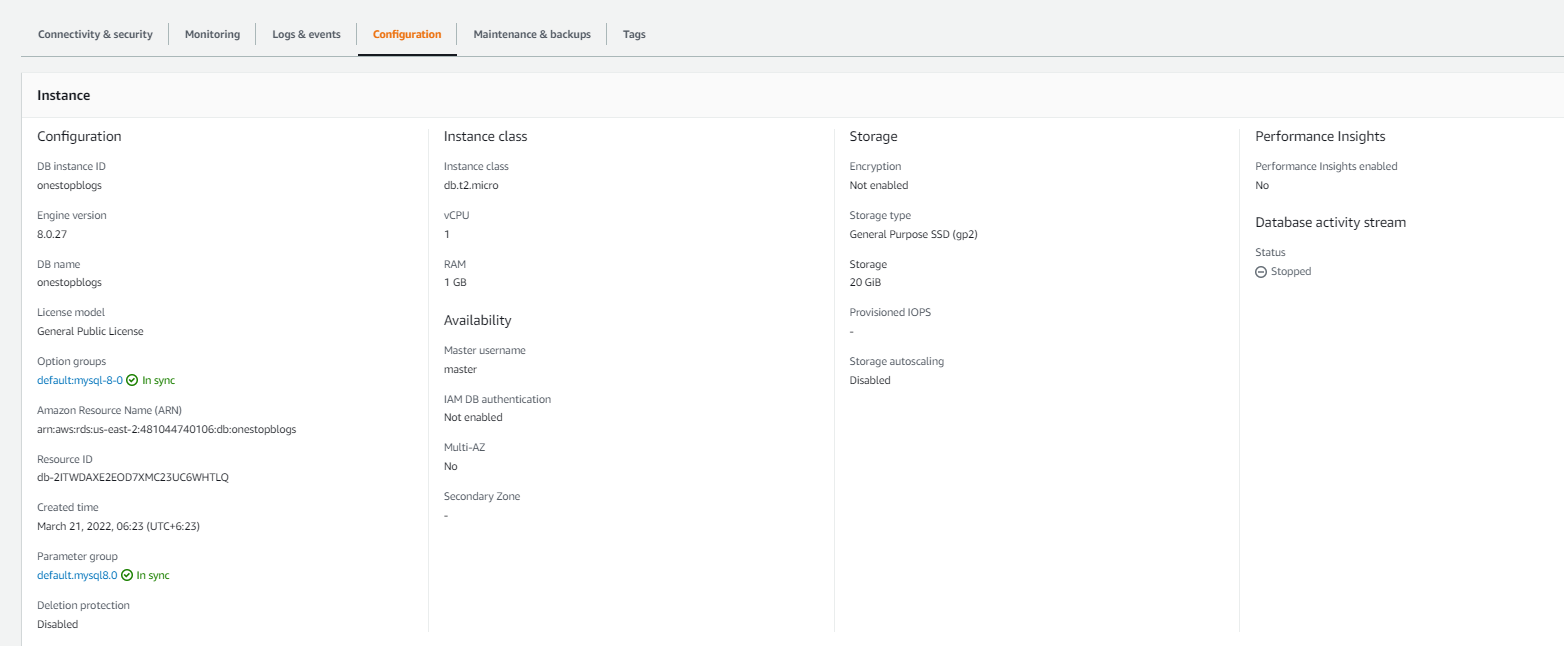 Connectivity & security
Monitoring
Logs & events
Configuration
Maintenance & backups
Tags
Instance
Configuration
DB instance ID
onestopblogs
Engine version
8.0.27
DB name
onestopblogs
License model
General Public License
Option groups
default:mysql-8-0 In sync
Amazon Resource Name (ARN)
arn:aws:rds:us-east-2:481044740106:db:onestopblogs
Resource ID
db-2ITWDAXE2EOD7XMC23UC6WHTLQ
Created time
March 21, 2022, 06:23 (UTC+6:23)
Parameter group
default.mysql8.0 In sync
Deletion protection
Disabled
Instance class
Instance class
db.t2.micro
vCPU
1
RAM
1 GB
Availability
Master username
master
IAM DB authentication
Not enabled
Multi-AZ
No
Secondary Zone
-
Storage
Encryption
Not enabled
Storage type
General Purpose SSD (gp2)
Storage
20 GiB
Provisioned IOPS
-
Storage autoscaling
Disabled
Performance Insights
Performance Insights enabled
No
Database activity stream
Status
Stopped